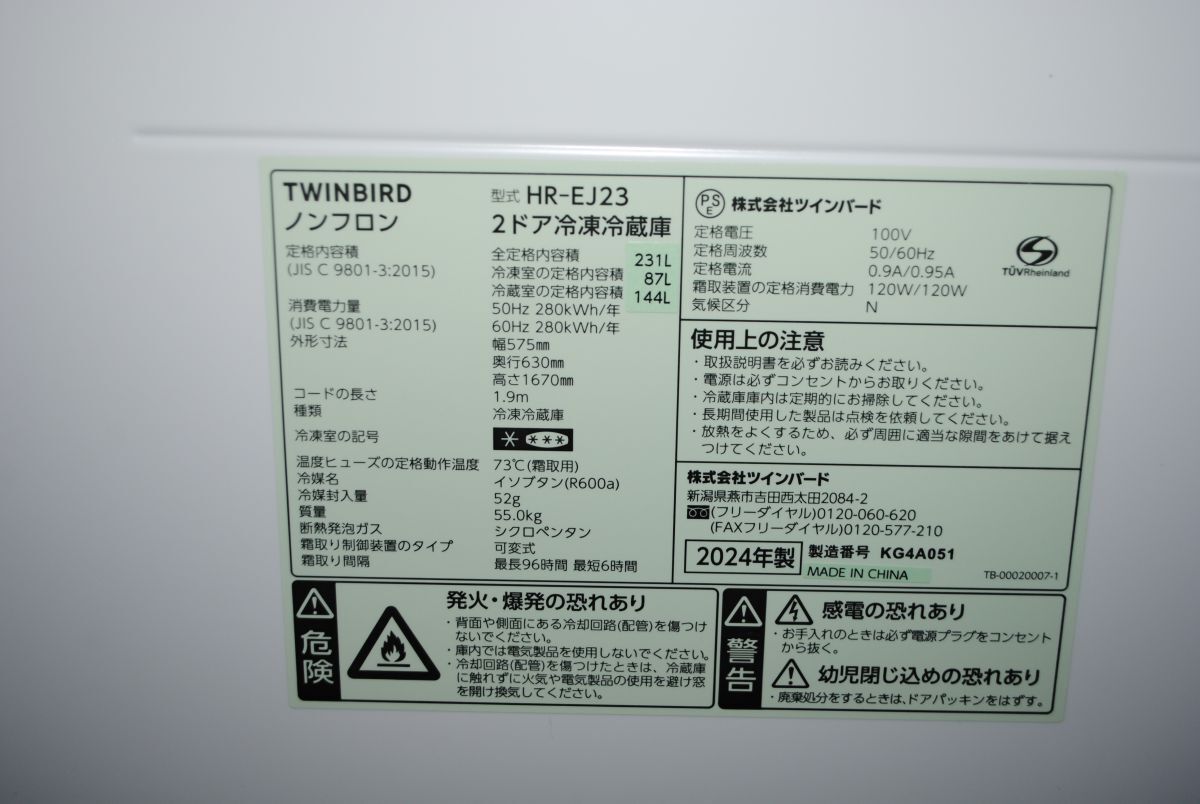 TWINBIRD
ノンフロン
型式 HR-EJ23
2ドア冷凍冷蔵庫
定格内容積
(JIS C 9801-3:2015)
全定格内容積 231L
冷凍室の定格内容積 87L
冷蔵室の定格内容積 144L
消費電力量
(JIS C 9801-3:2015)
50Hz 280kWh/年
60Hz 280kWh/年
外形寸法 幅575mm
奥行630mm
高さ1670mm
コードの長さ 1.9m
種類 冷凍冷蔵庫
冷凍室の記号
温度ヒューズの定格動作温度 73℃(霜取用)
冷媒名 イソブタン(R600a)
冷媒封入量 52g
質量 55.0kg
断熱発泡ガス シクロペンタン
霜取り制御装置のタイプ 可変式
霜取り間隔 最長96時間 最短6時間
PSE 株式会社ツインバード
定格電圧 100V
定格周波数 50/60Hz
定格電流 0.9A/0.95A
霜取装置の定格消費電力 120W/120W
気候区分 N
TÜVRheinland
使用上の注意
・取扱説明書を必ずお読みください。
・電源は必ずコンセントからお取りください。
・冷蔵庫庫内は定期的にお掃除してください。
・長期間使用した製品は点検を依頼してください。
・放熱をよくするため、必ず周囲に適当な隙間をあけて据え
つけてください。
株式会社ツインバード
新潟県燕市吉田西太田2084-2
(フリーダイヤル)0120-060-620
(FAXフリーダイヤル)0120-577-210
2024年製 製造番号 KG4A051
MADE IN CHINA
TB-00020007-1
危険
発火・爆発の恐れあり
・背面や側面にある冷却回路(配管)を傷つけ
ないでください。
・庫内では電気製品を使用しないでください。
・冷却回路(配管)を傷つけたときは、冷蔵庫
に触れずに火気や電気製品の使用を避け窓
を開け換気してください。
警告
感電の恐れあり
・お手入れのときは必ず電源プラグをコンセント
から抜く。
幼児閉じ込めの恐れあり
・廃棄処分をするときは、ドアパッキンをはずす。